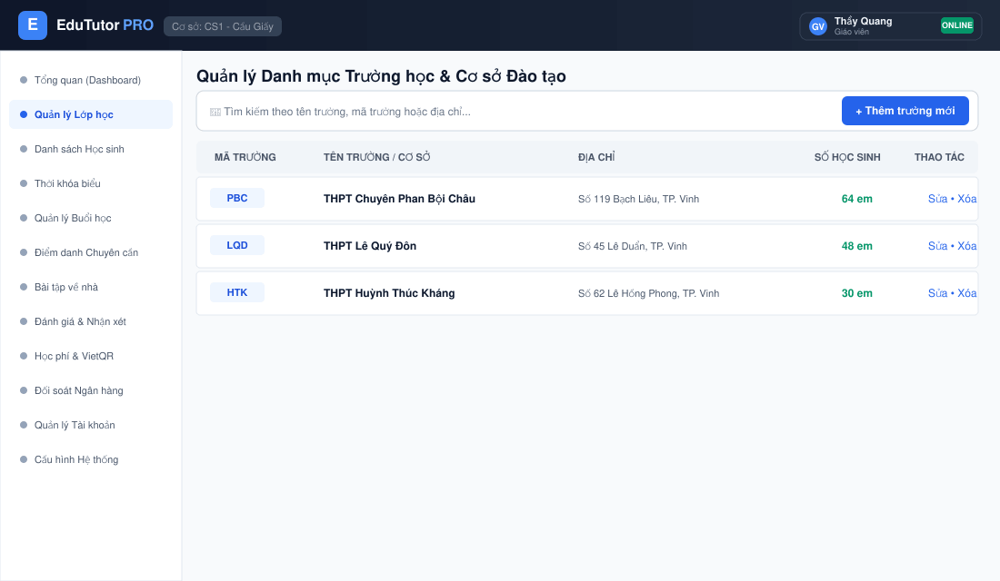 E EduTutor PRO Cơ sở: CS1 - Cầu Giấy
GV Thầy Quang
Giáo viên
ONLINE
Tổng quan (Dashboard)
Quản lý Lớp học
Danh sách Học sinh
Thời khóa biểu
Quản lý Buổi học
Điểm danh Chuyên cần
Bài tập về nhà
Đánh giá & Nhận xét
Học phí & VietQR
Đối soát Ngân hàng
Quản lý Tài khoản
Cấu hình Hệ thống
Quản lý Danh mục Trường học & Cơ sở Đào tạo
Tìm kiếm theo tên trường, mã trường hoặc địa chỉ...
+ Thêm trường mới
MÃ TRƯỜNG TÊN TRƯỜNG / CƠ SỞ ĐỊA CHỈ SỐ HỌC SINH THAO TÁC
PBC THPT Chuyên Phan Bội Châu Số 119 Bạch Liêu, TP. Vinh 64 em Sửa • Xóa
LQD THPT Lê Quý Đôn Số 45 Lê Duẩn, TP. Vinh 48 em Sửa • Xóa
HTK THPT Huỳnh Thúc Kháng Số 62 Lê Hồng Phong, TP. Vinh 30 em Sửa • Xóa